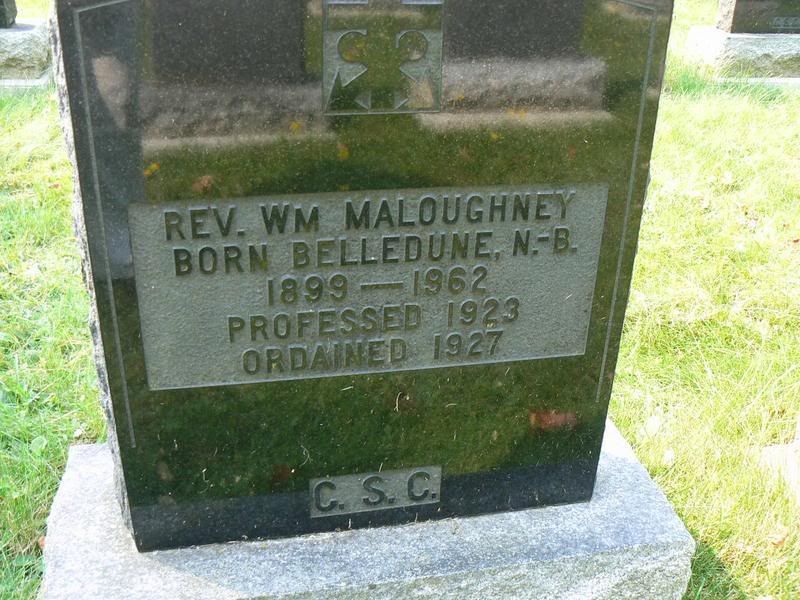 REV. WM MALOUGHNEY
BORN BELLEDUNE, N.-B.
1899 — 1962
PROFESSED 1923
ORDAINED 1927
C. S. C.